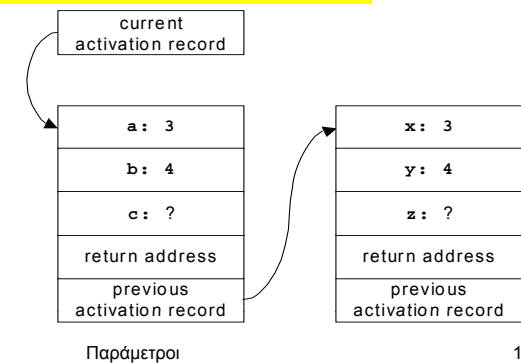 current
activation record
a: 3
b: 4
c: ?
return address
previous
activation record
x: 3
y: 4
z: ?
return address
previous
activation record
Παράμετροι
1